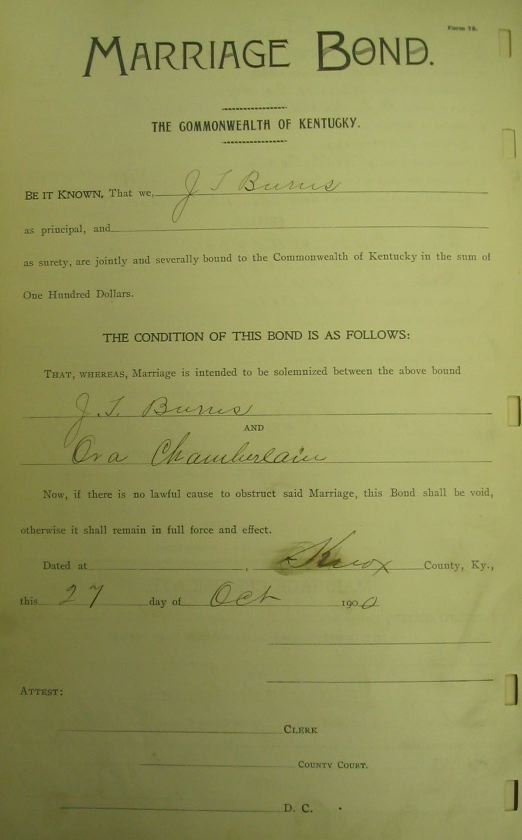 Form 75.
MARRIAGE BOND.
THE COMMONWEALTH OF KENTUCKY.
BE IT KNOWN, That we, J T Burns
as principal, and
as surety, are jointly and severally bound to the Commonwealth of Kentucky in the sum of
One Hundred Dollars.
THE CONDITION OF THIS BOND IS AS FOLLOWS:
THAT, WHEREAS, Marriage is intended to be solemnized between the above bound
J. T. Burns
AND
Ora Chamberlain
Now, if there is no lawful cause to obstruct said Marriage, this Bond shall be void,
otherwise it shall remain in full force and effect.
Dated at , Knox County, Ky.,
this 27 day of Oct 1900
ATTEST:
CLERK
COUNTY COURT.
D. C.